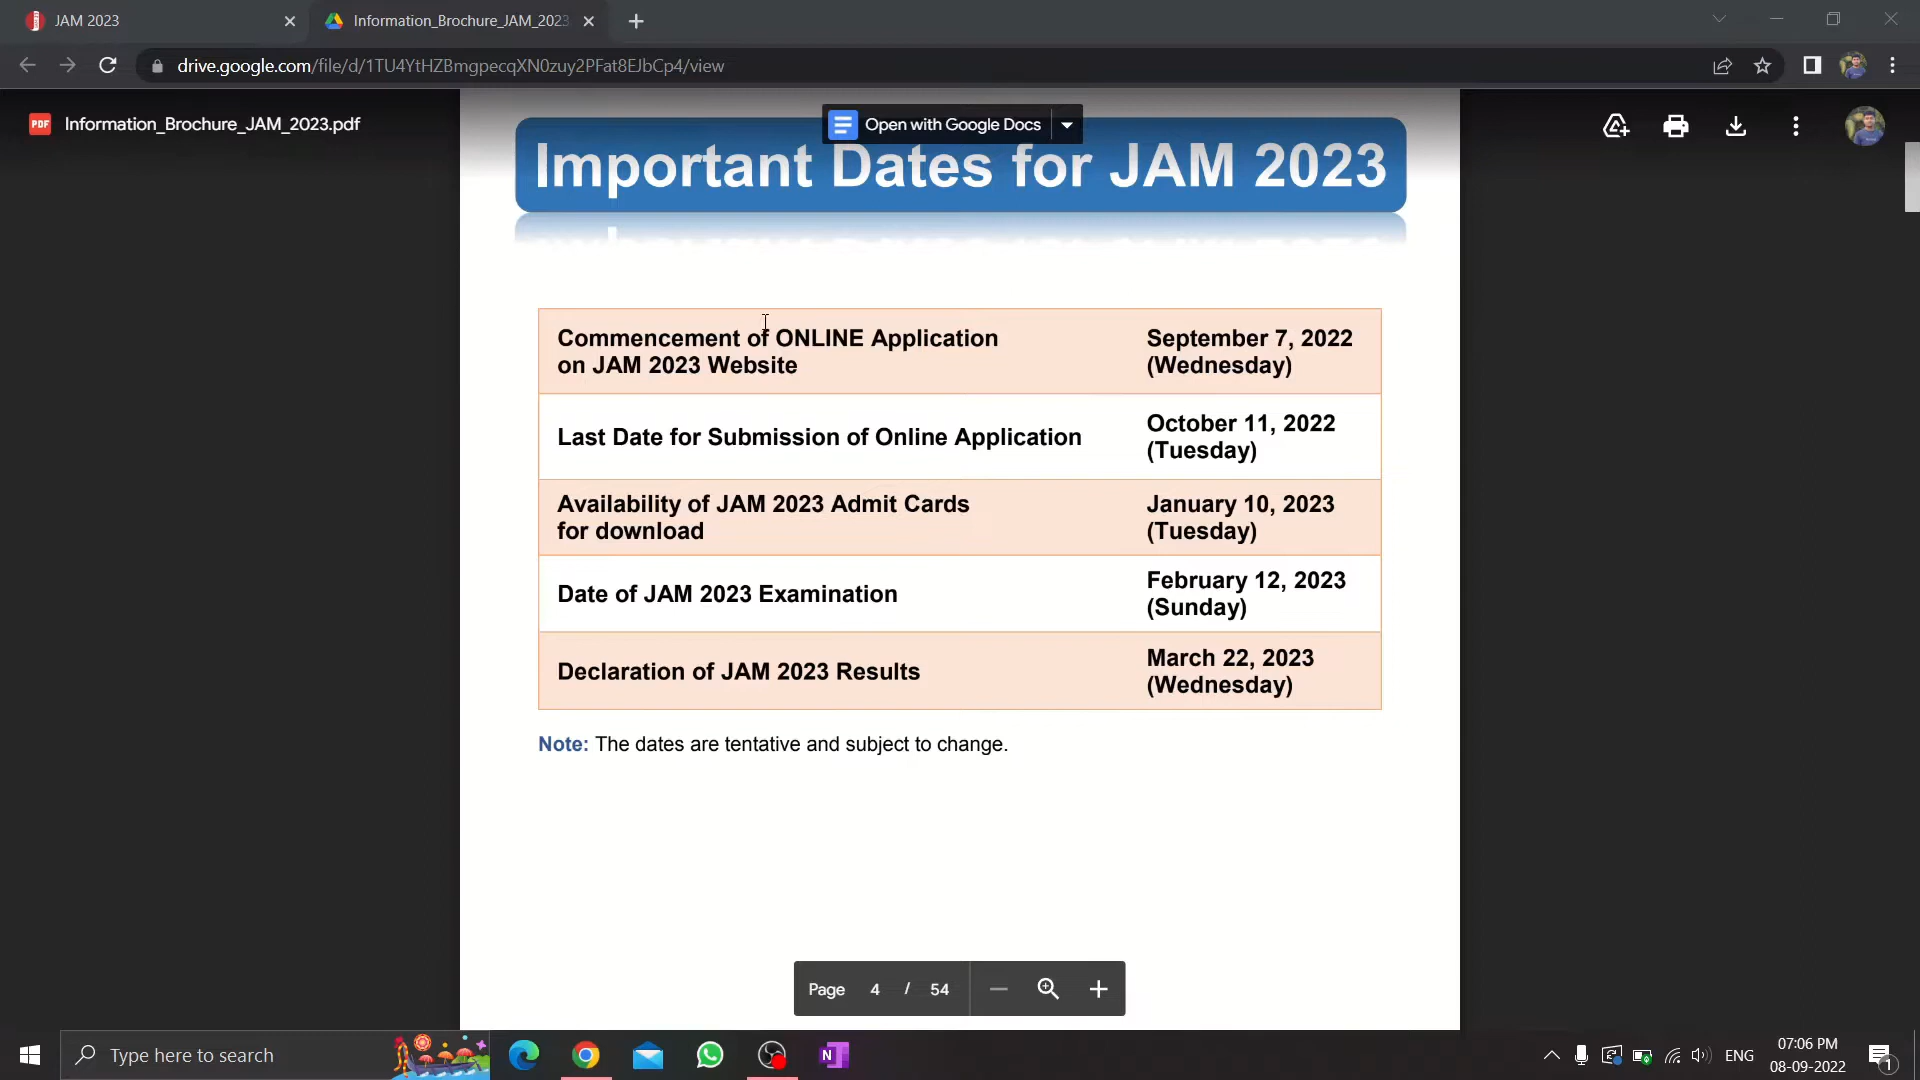 JAM 2023
Information_Brochure_JAM_2023
drive.google.com/file/d/1TU4YtHZBmgpecqXN0zuy2PFat8EJbCp4/view
PDF
Information_Brochure_JAM_2023.pdf
Open with Google Docs
Important Dates for JAM 2023
Commencement of ONLINE Application
on JAM 2023 Website
September 7, 2022
(Wednesday)
Last Date for Submission of Online Application
October 11, 2022
(Tuesday)
Availability of JAM 2023 Admit Cards
for download
January 10, 2023
(Tuesday)
Date of JAM 2023 Examination
February 12, 2023
(Sunday)
Declaration of JAM 2023 Results
March 22, 2023
(Wednesday)
Note: The dates are tentative and subject to change.
Page 4 / 54
Type here to search
N
ENG
07:06 PM
08-09-2022
1